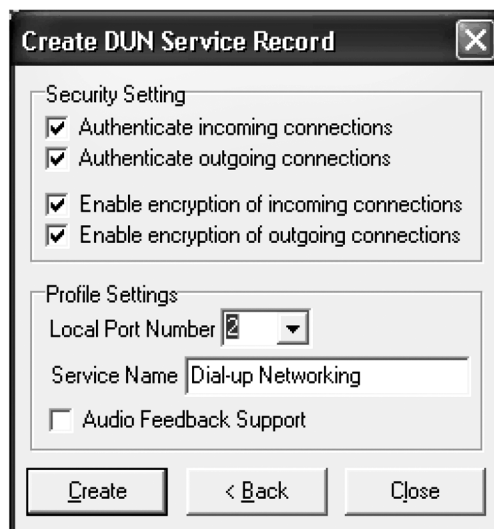 Create DUN Service Record
Security Setting
Authenticate incoming connections
Authenticate outgoing connections
Enable encryption of incoming connections
Enable encryption of outgoing connections
Profile Settings
Local Port Number 2
Service Name Dial-up Networking
Audio Feedback Support
Create < Back Close